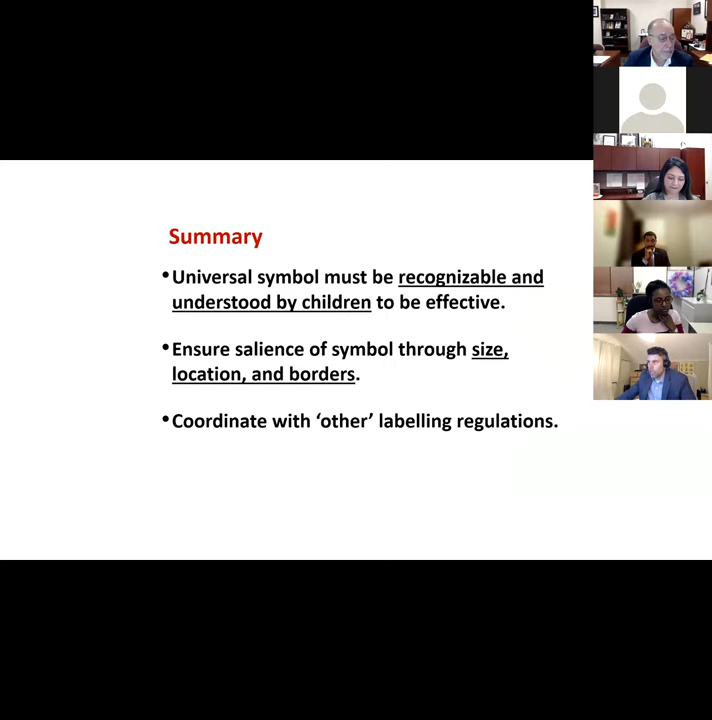 Summary
•Universal symbol must be recognizable and
understood by children to be effective.
•Ensure salience of symbol through size,
location, and borders.
•Coordinate with ‘other’ labelling regulations.